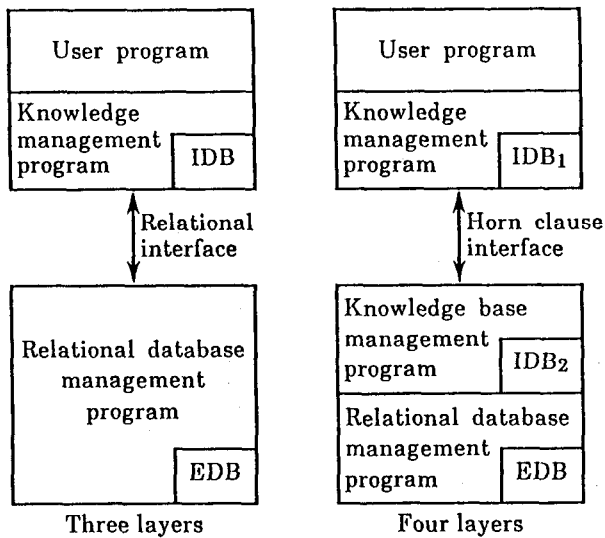 User program
Knowledge
management
program
IDB
Relational
interface
Relational database
management
program
EDB
Three layers
User program
Knowledge
management
program
IDB1
Horn clause
interface
Knowledge base
management
program
IDB2
Relational database
management
program
EDB
Four layers